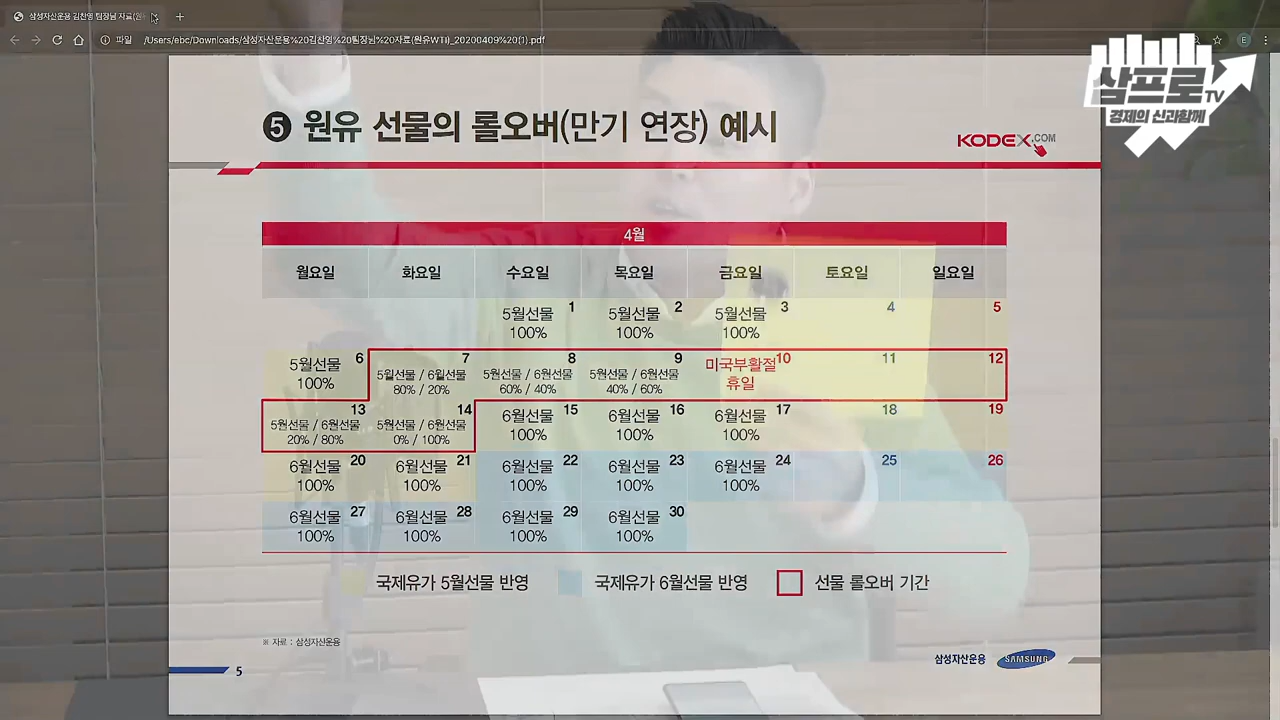 삼성자산운용 김찬영 팀장님 자료(원
파일 /Users/ebc/Downloads/삼성자산운용%20김찬영%20팀장님%20자료(원유WTI)_20200409%20(1).pdf
E
삼프로TV
경제의 신과함께
❺ 원유 선물의 롤오버(만기 연장) 예시
KODEX.COM
4월
월요일 화요일 수요일 목요일 금요일 토요일 일요일
1 2 3 4 5
5월선물 5월선물 5월선물
100% 100% 100%
6 7 8 9 10 11 12
5월선물 5월선물 / 6월선물 5월선물 / 6월선물 5월선물 / 6월선물 미국부활절
100% 80% / 20% 60% / 40% 40% / 60% 휴일
13 14 15 16 17 18 19
5월선물 / 6월선물 5월선물 / 6월선물 6월선물 6월선물 6월선물
20% / 80% 0% / 100% 100% 100% 100%
20 21 22 23 24 25 26
6월선물 6월선물 6월선물 6월선물 6월선물
100% 100% 100% 100% 100%
27 28 29 30
6월선물 6월선물 6월선물 6월선물
100% 100% 100% 100%
국제유가 5월선물 반영 국제유가 6월선물 반영 선물 롤오버 기간
※ 자료 : 삼성자산운용
5
삼성자산운용 SAMSUNG